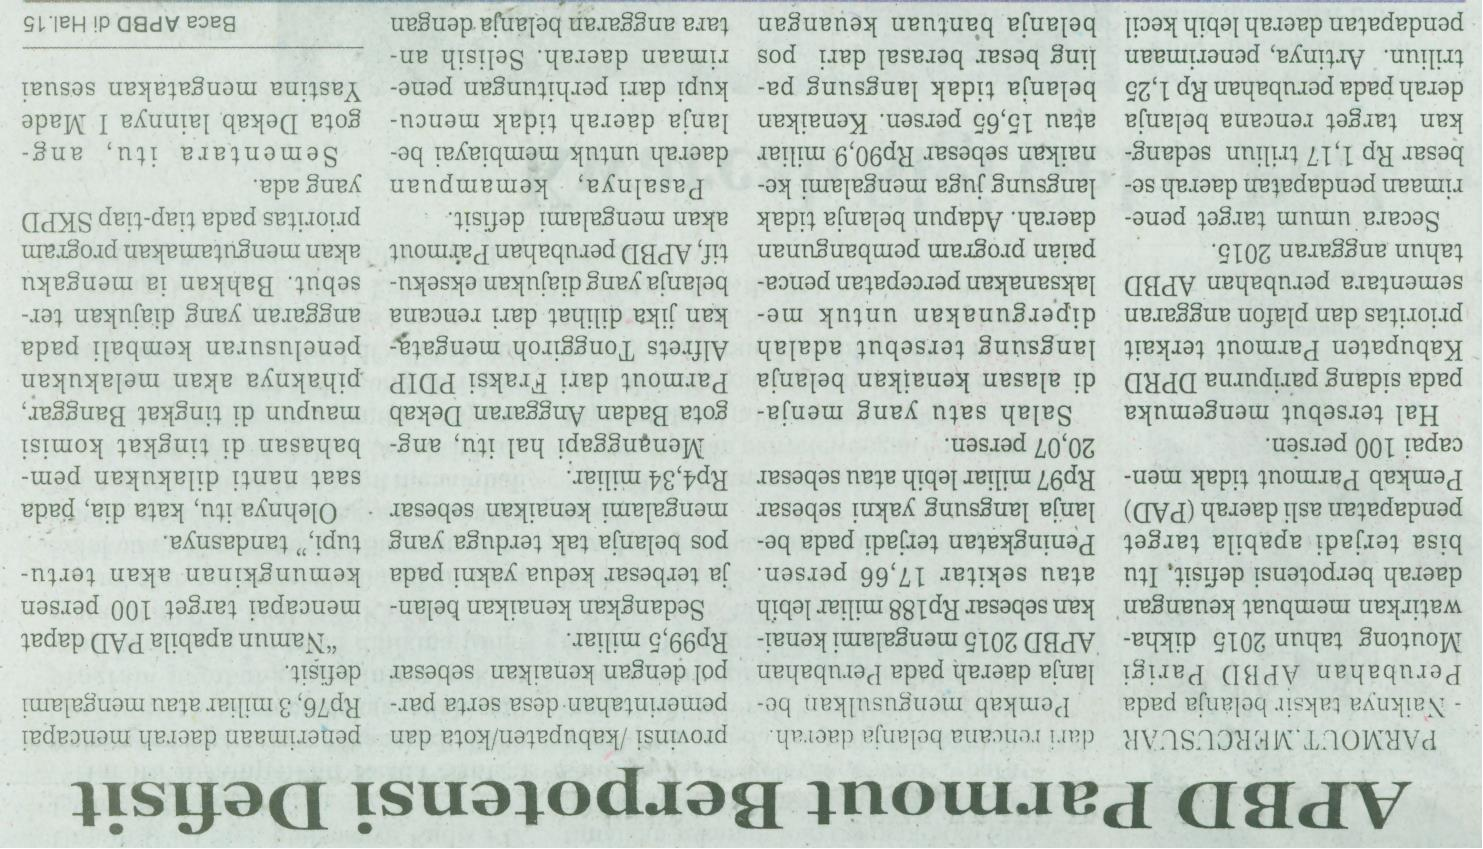 APBD Parmout Berpotensi Defisit
PARMOUT, MERCUSUAR
- Naiknya taksir belanja pada
Perubahan APBD Parigi
Moutong tahun 2015 dikha-
watirkan membuat keuangan
daerah berpotensi defisit. Itu
bisa terjadi apabila target
pendapatan asli daerah (PAD)
Pemkab Parmout tidak men-
capai 100 persen.
Hal tersebut mengemuka
pada sidang paripurna DPRD
Kabupaten Parmout terkait
prioritas dan plafon anggaran
sementara perubahan APBD
tahun anggaran 2015.
Secara umum target pene-
rimaan pendapatan daerah se-
besar Rp 1,17 triliun sedang-
kan target rencana belanja
derah pada perubahan Rp 1,25
triliun. Artinya, penerimaan
pendapatan daerah lebih kecil
dari rencana belanja daerah.
Pemkab mengusulkan be-
lanja daerah pada Perubahan
APBD 2015 mengalami kenai-
kan sebesar Rp188 miliar lebih
atau sekitar 17,66 persen.
Peningkatan terjadi pada be-
lanja langsung yakni sebesar
Rp97 miliar lebih atau sebesar
20,07 persen.
Salah satu yang menja-
di alasan kenaikan belanja
langsung tersebut adalah
dipergunakan untuk me-
laksanakan percepatan penca-
paian program pembangunan
daerah. Adapun belanja tidak
langsung juga mengalami ke-
naikan sebesar Rp90,9 miliar
atau 15,65 persen. Kenaikan
belanja tidak langsung pa-
ling besar berasal dari pos
belanja bantuan keuangan
provinsi /kabupaten/kota dan
pemerintahan desa serta par-
pol dengan kenaikan sebesar
Rp99,5 miliar.
Sedangkan kenaikan belan-
ja terbesar kedua yakni pada
pos belanja tak terduga yang
mengalami kenaikan sebesar
Rp4,34 miliar.
Menanggapi hal itu, ang-
gota Badan Anggaran Dekab
Parmout dari Fraksi PDIP
Alfrets Tonggiroh mengata-
kan jika dilihat dari rencana
belanja yang diajukan ekseku-
tif, APBD perubahan Parmout
akan mengalami defisit.
Pasalnya, kemampuan
daerah untuk membiayai be-
lanja daerah tidak mencu-
kupi dari perhitungan pene-
rimaan daerah. Selisih an-
tara anggaran belanja dengan
penerimaan daerah mencapai
Rp76,3 miliar atau mengalami
defisit.
"Namun apabila PAD dapat
mencapai target 100 persen
kemungkinan akan tertu-
tupi," tandasnya.
Olehnya itu, kata dia, pada
saat nanti dilakukan pem-
bahasan di tingkat komisi
maupun di tingkat Banggar,
pihaknya akan melakukan
penelusuran kembali pada
anggaran yang diajukan ter-
sebut. Bahkan ia mengaku
akan mengutamakan program
prioritas pada tiap-tiap SKPD
yang ada.
Sementara itu, ang-
gota Dekab lainnya I Made
Yastina mengatakan sesuai
Baca APBD di Hal. 15